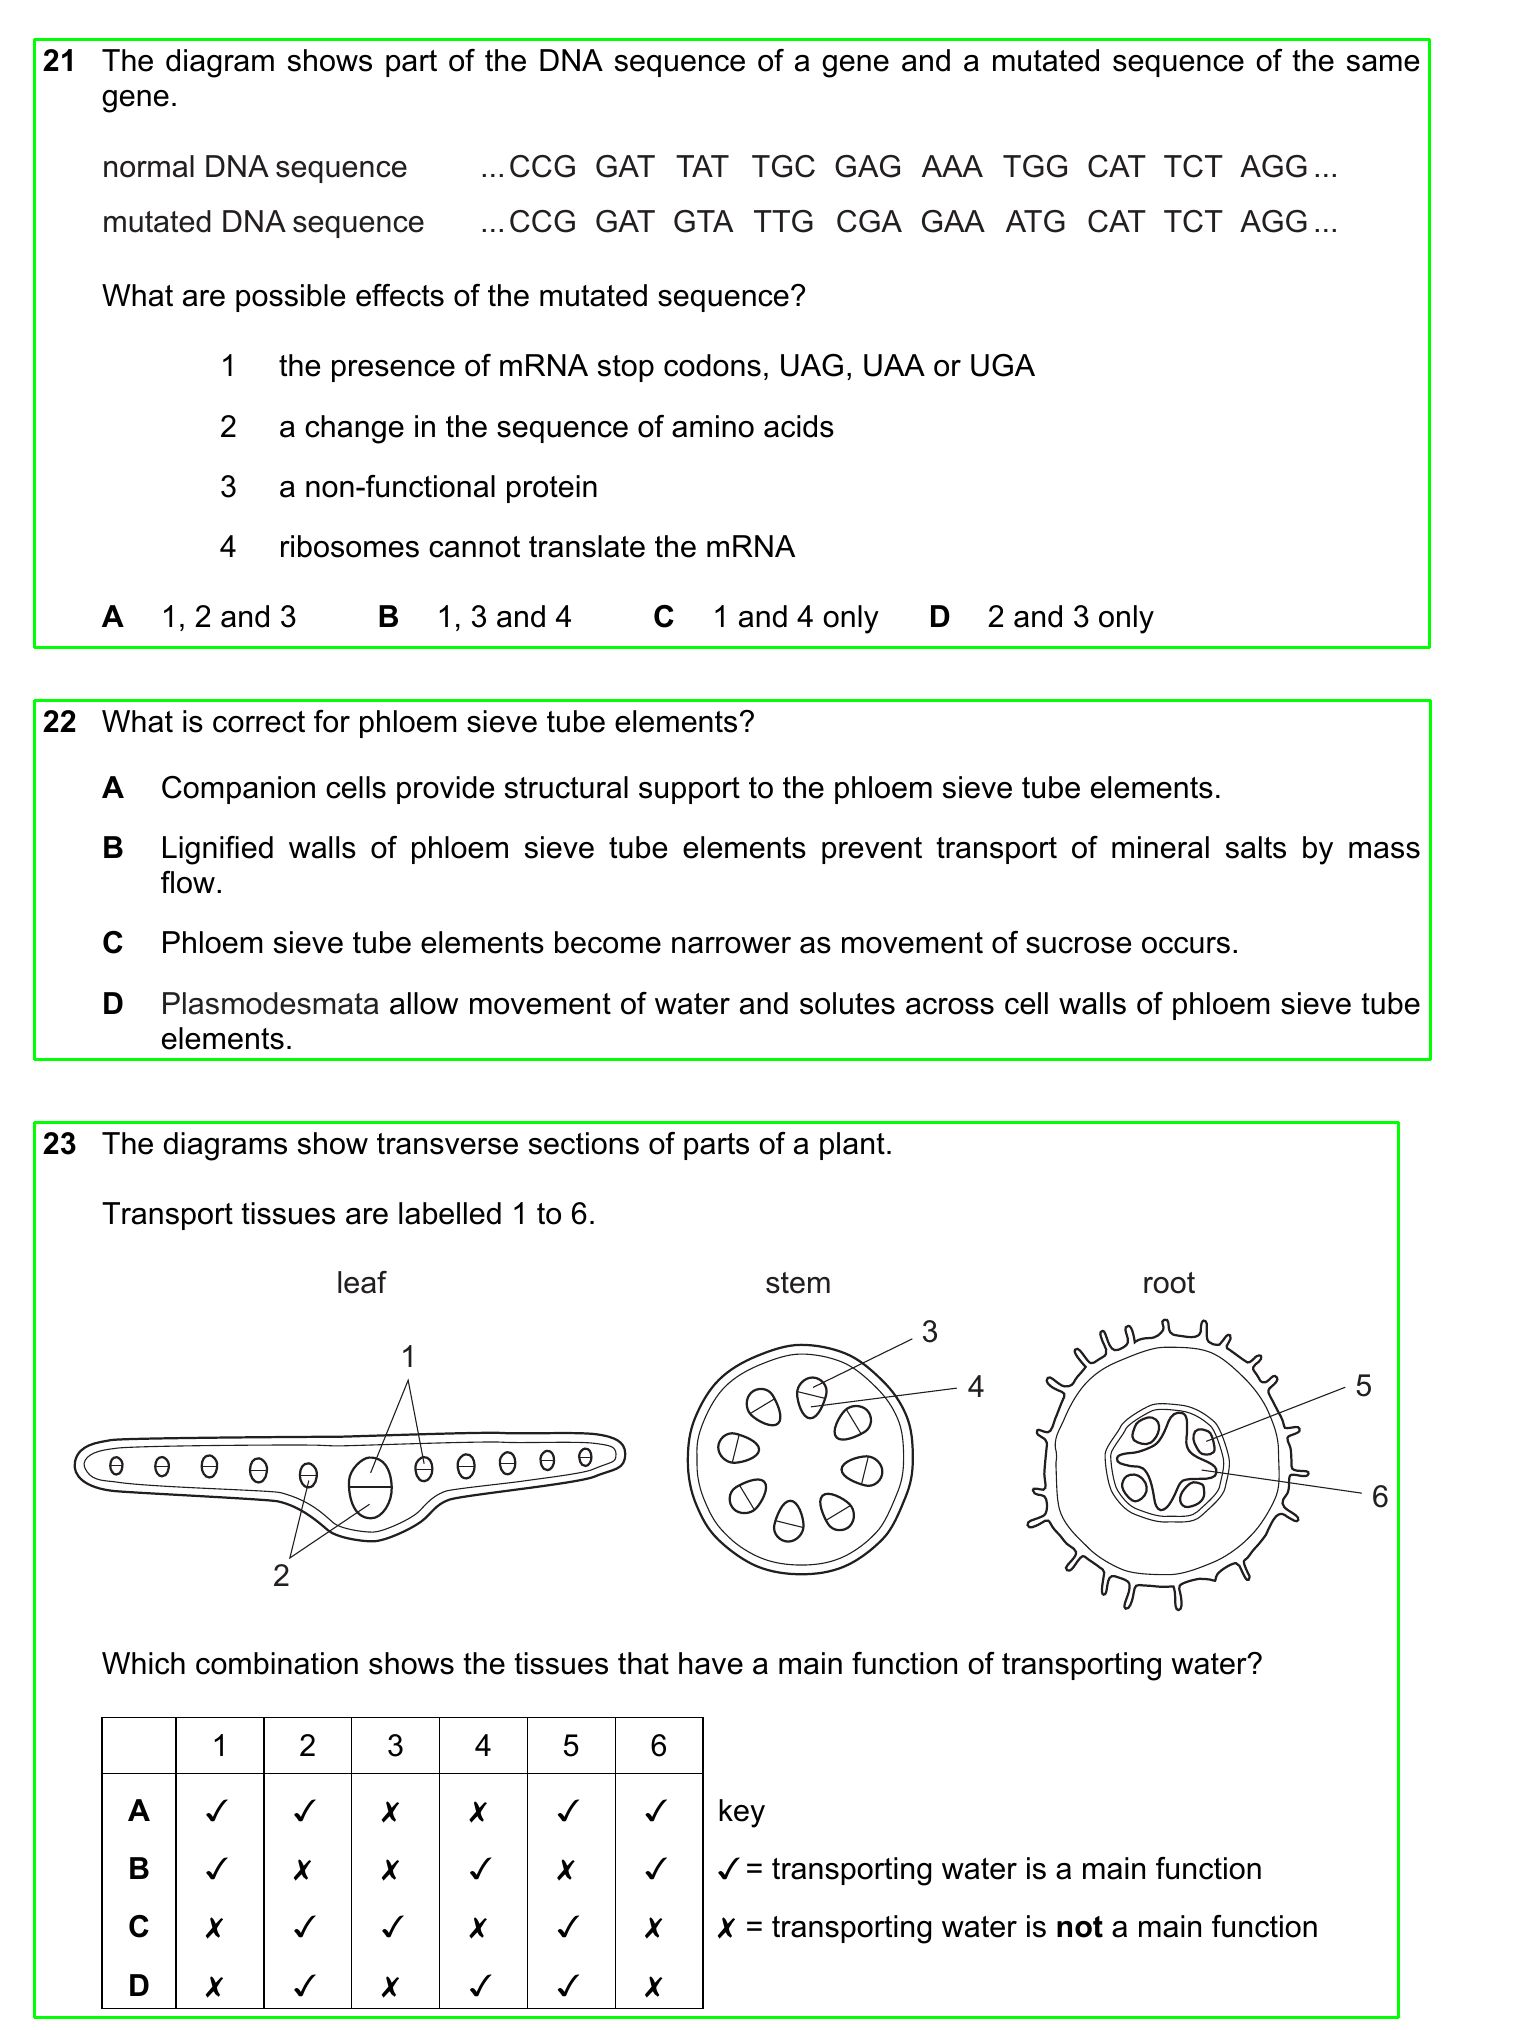 21 The diagram shows part of the DNA sequence of a gene and a mutated sequence of the same
gene.
normal DNA sequence ... CCG GAT TAT TGC GAG AAA TGG CAT TCT AGG ...
mutated DNA sequence ... CCG GAT GTA TTG CGA GAA ATG CAT TCT AGG ...
What are possible effects of the mutated sequence?
1 the presence of mRNA stop codons, UAG, UAA or UGA
2 a change in the sequence of amino acids
3 a non-functional protein
4 ribosomes cannot translate the mRNA
A 1, 2 and 3 B 1, 3 and 4 C 1 and 4 only D 2 and 3 only
22 What is correct for phloem sieve tube elements?
A Companion cells provide structural support to the phloem sieve tube elements.
B Lignified walls of phloem sieve tube elements prevent transport of mineral salts by mass
flow.
C Phloem sieve tube elements become narrower as movement of sucrose occurs.
D Plasmodesmata allow movement of water and solutes across cell walls of phloem sieve tube
elements.
23 The diagrams show transverse sections of parts of a plant.
Transport tissues are labelled 1 to 6.
leaf stem root
1
3
4
5
6
2
Which combination shows the tissues that have a main function of transporting water?
1 2 3 4 5 6
A ✓ ✓ ✗ ✗ ✓ ✓ key
B ✓ ✗ ✗ ✓ ✗ ✓ ✓ = transporting water is a main function
C ✗ ✓ ✓ ✗ ✓ ✗ ✗ = transporting water is not a main function
D ✗ ✓ ✗ ✓ ✓ ✗